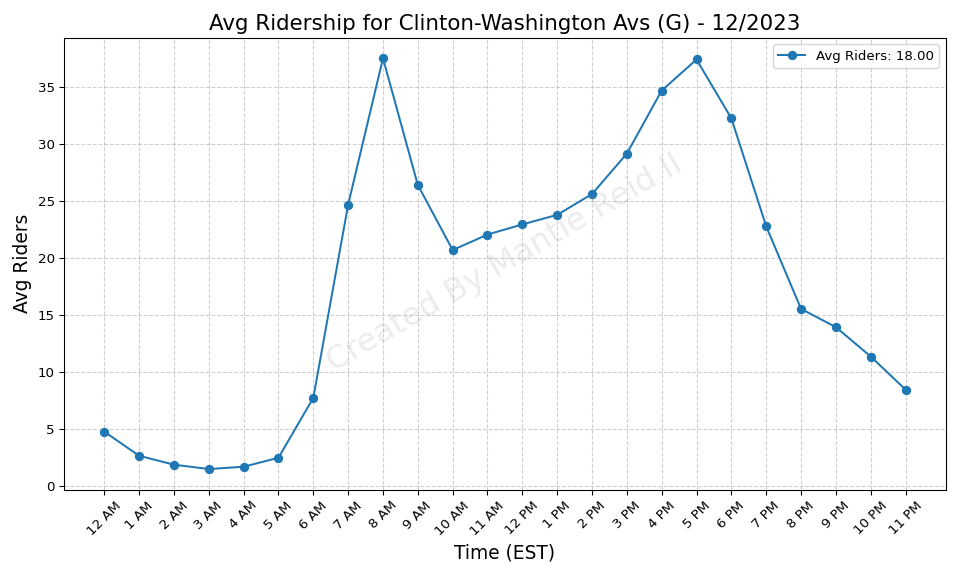 Avg Ridership for Clinton-Washington Avs (G) - 12/2023
Avg Riders: 18.00
35
30
25
20
15
10
5
0
Avg Riders
Created By Mantle Reid II
12 AM
1 AM
2 AM
3 AM
4 AM
5 AM
6 AM
7 AM
8 AM
9 AM
10 AM
11 AM
12 PM
1 PM
2 PM
3 PM
4 PM
5 PM
6 PM
7 PM
8 PM
9 PM
10 PM
11 PM
Time (EST)